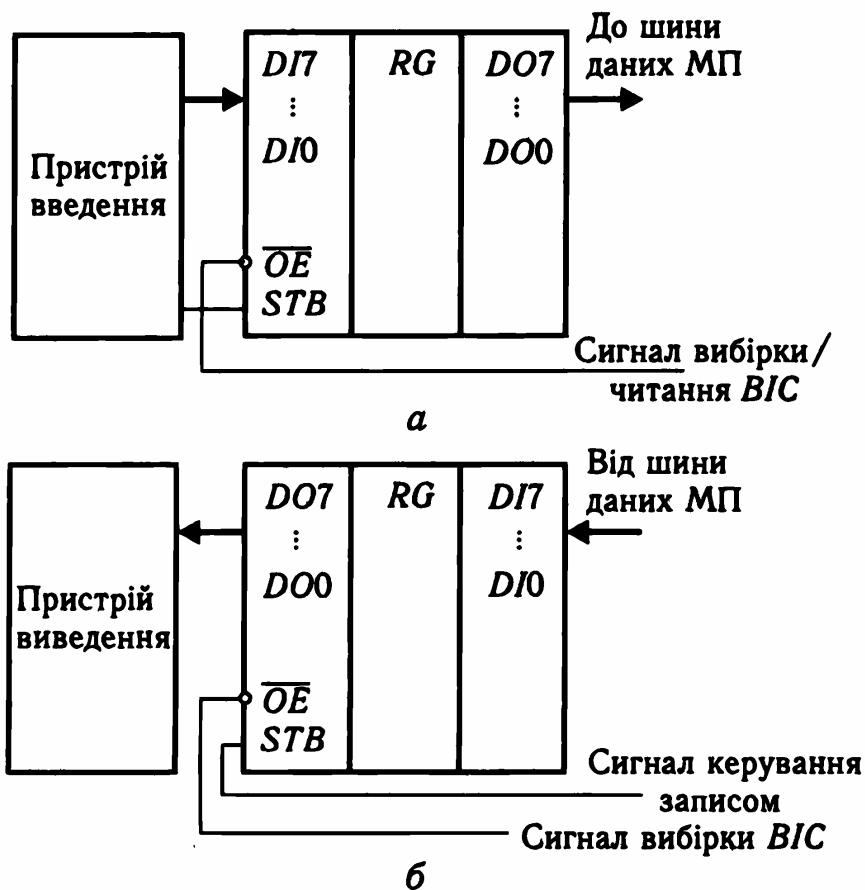 До шини
даних МП
DI7 RG DO7
⋮ ⋮
DI0 DO0
Пристрій
введення
OE
STB
Сигнал вибірки/
читання ВІС
а
Від шини
даних МП
DO7 RG DI7
⋮ ⋮
DO0 DI0
Пристрій
виведення
OE
STB
Сигнал керування
записом
Сигнал вибірки ВІС
б